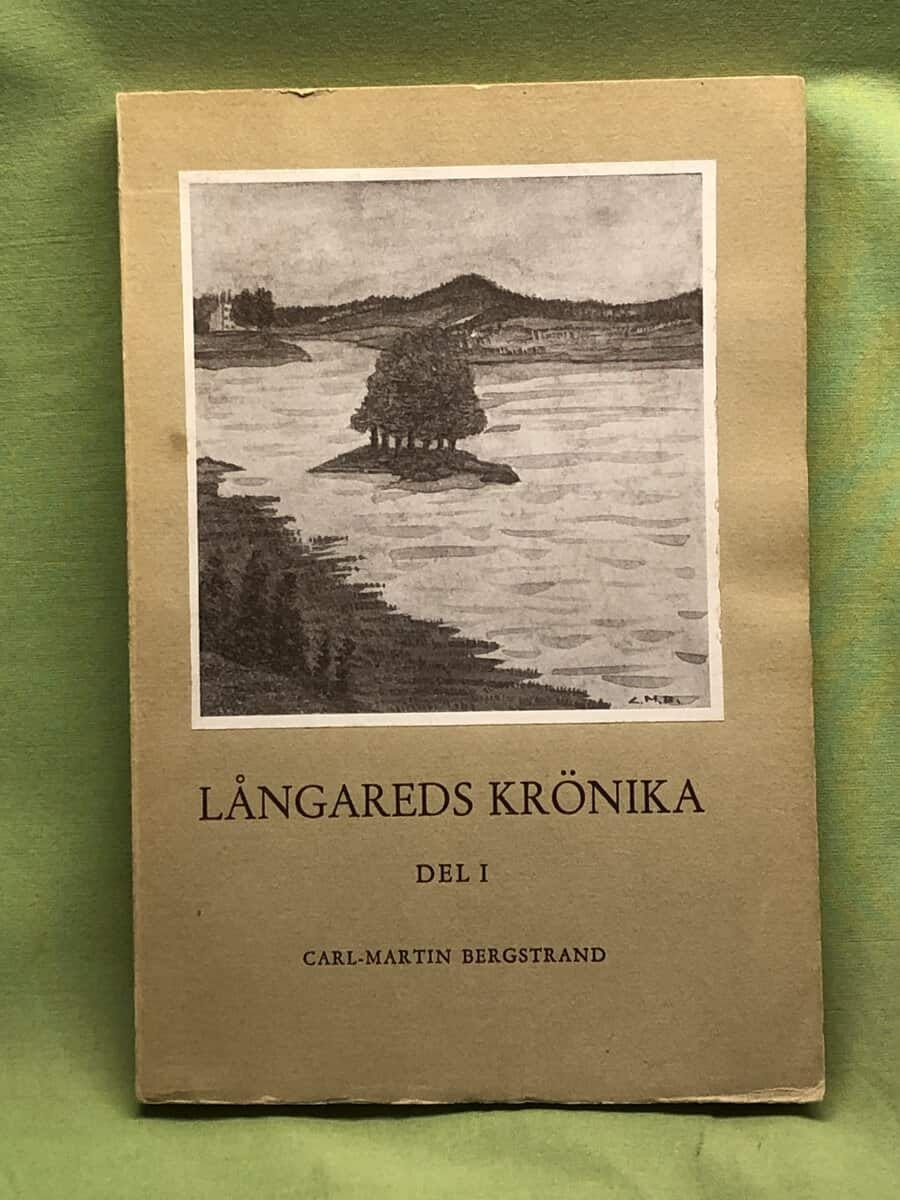 C.M.B.
LÅNGAREDS KRÖNIKA
DEL I
CARL-MARTIN BERGSTRAND